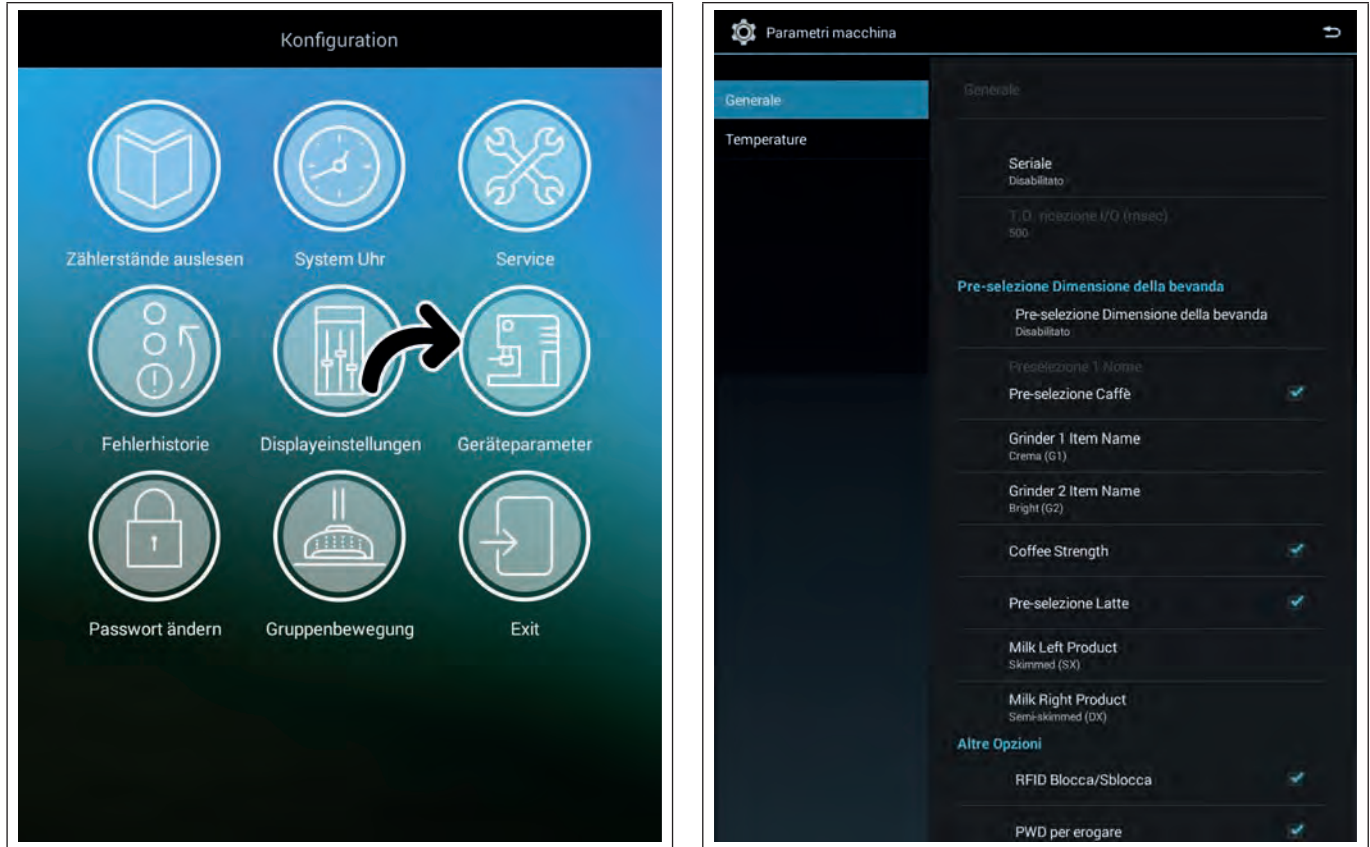 Konfiguration
Zählerstände auslesen
System Uhr
Service
Fehlerhistorie
Displayeinstellungen
Geräteparameter
Passwort ändern
Gruppenbewegung
Exit
Parametri macchina
Generale
Temperature
Generale
Seriale
Disabilitato
T.O. ricezione I/O (msec)
500
Pre-selezione Dimensione della bevanda
Pre-selezione Dimensione della bevanda
Disabilitato
Preselezione 1 Nome
Pre-selezione Caffè
Grinder 1 Item Name
Crema (G1)
Grinder 2 Item Name
Bright (G2)
Coffee Strength
Pre-selezione Latte
Milk Left Product
Skimmed (SX)
Milk Right Product
Semi-skimmed (DX)
Altre Opzioni
RFID Blocca/Sblocca
PWD per erogare